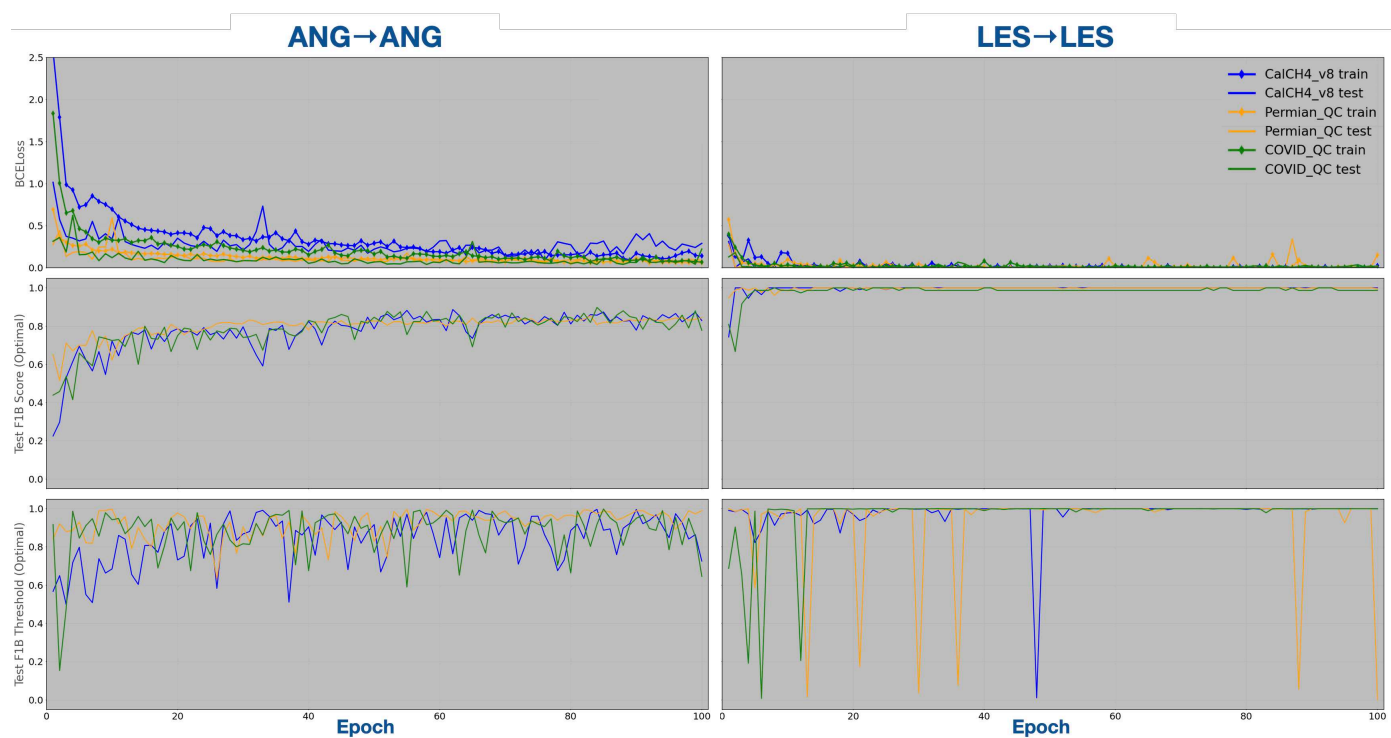 ANG→ANG
LES→LES
BCELoss
2.5
2.0
1.5
1.0
0.5
0.0
CalCH4_v8 train
CalCH4_v8 test
Permian_QC train
Permian_QC test
COVID_QC train
COVID_QC test
Test F1B Score (Optimal)
1.0
0.8
0.6
0.4
0.2
0.0
Test F1B Threshold (Optimal)
1.0
0.8
0.6
0.4
0.2
0.0
0 20 40 60 80 100
0 20 40 60 80 100
Epoch
Epoch